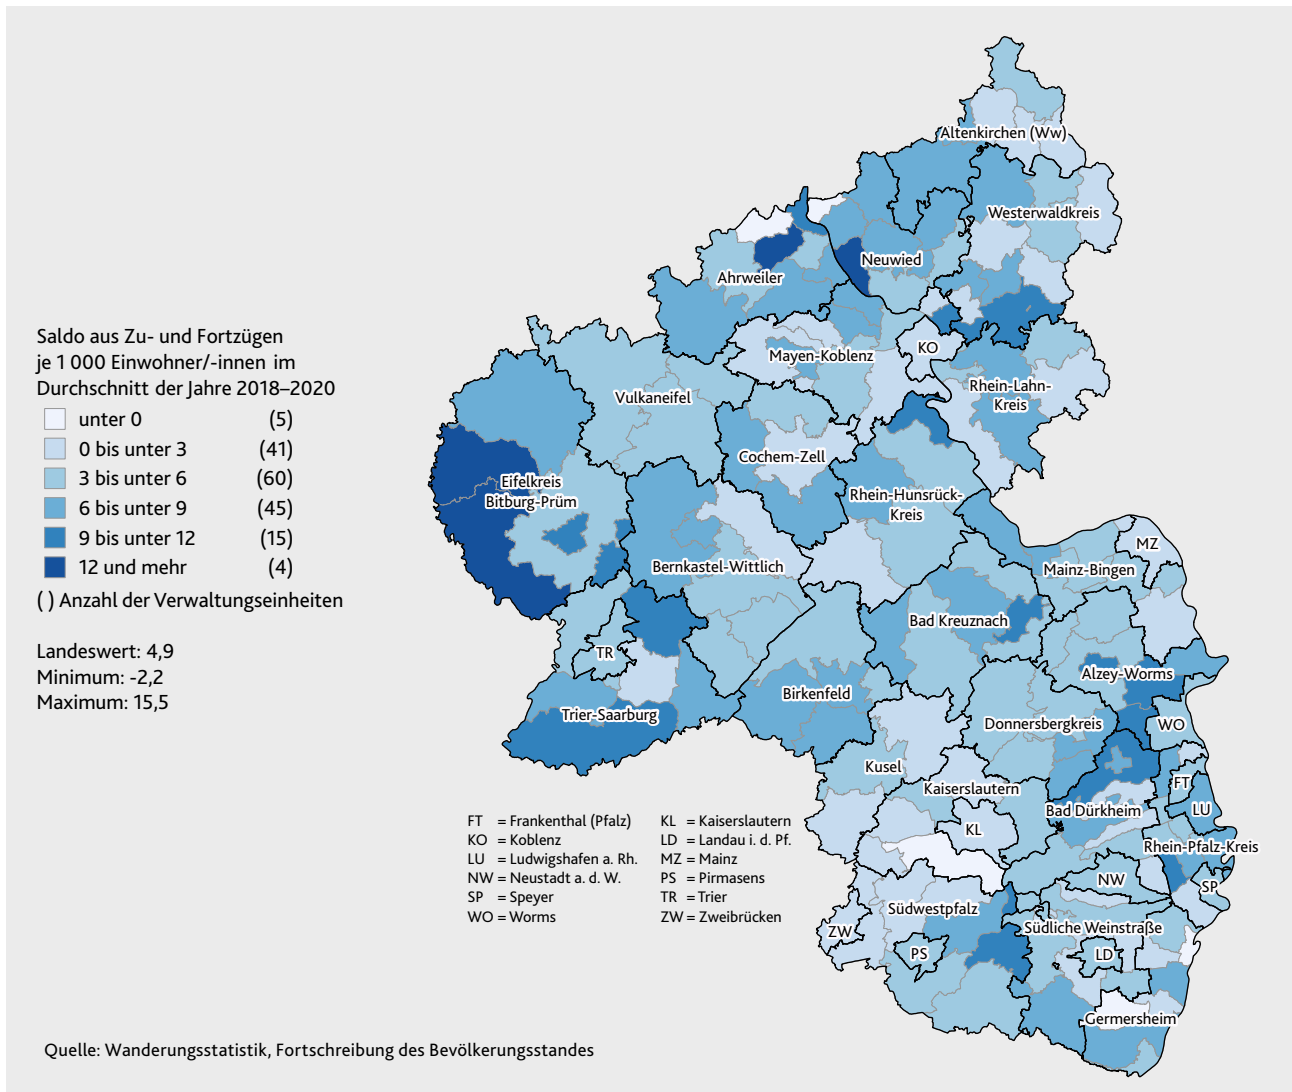 Saldo aus Zu- und Fortzügen
je 1 000 Einwohner/-innen im
Durchschnitt der Jahre 2018–2020
unter 0 (5)
0 bis unter 3 (41)
3 bis unter 6 (60)
6 bis unter 9 (45)
9 bis unter 12 (15)
12 und mehr (4)
( ) Anzahl der Verwaltungseinheiten
Landeswert: 4,9
Minimum: -2,2
Maximum: 15,5
Altenkirchen (Ww)
Westerwaldkreis
Neuwied
Ahrweiler
KO
Mayen-Koblenz
Rhein-Lahn-
Kreis
Vulkaneifel
Cochem-Zell
Eifelkreis
Bitburg-Prüm
Rhein-Hunsrück-
Kreis
MZ
Bernkastel-Wittlich
Mainz-Bingen
Bad Kreuznach
TR
Alzey-Worms
Birkenfeld
Trier-Saarburg
Donnersbergkreis
WO
Kusel
FT
Kaiserslautern
LU
Bad Dürkheim
KL
Rhein-Pfalz-Kreis
NW
SP
Südwestpfalz
Südliche Weinstraße
ZW
PS
LD
Germersheim
FT = Frankenthal (Pfalz)
KO = Koblenz
LU = Ludwigshafen a. Rh.
NW = Neustadt a. d. W.
SP = Speyer
WO = Worms
KL = Kaiserslautern
LD = Landau i. d. Pf.
MZ = Mainz
PS = Pirmasens
TR = Trier
ZW = Zweibrücken
Quelle: Wanderungsstatistik, Fortschreibung des Bevölkerungsstandes